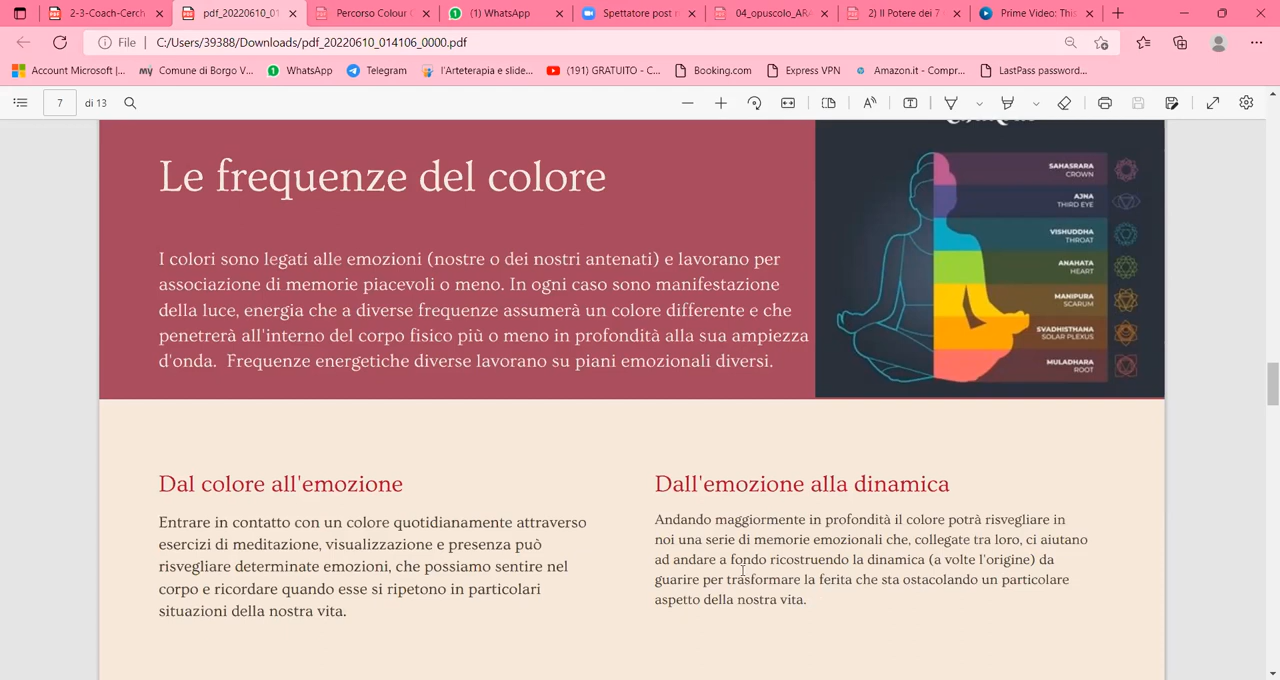 2-3-Coach-Cerch
pdf_20220610_01
Percorso Colour
(1) WhatsApp
Spettatore post
04_opuscolo_AR
2) Il Potere dei 7
Prime Video: Thi
File
C:/Users/39388/Downloads/pdf_20220610_014106_0000.pdf
Account Microsoft |...
Comune di Borgo V...
WhatsApp
Telegram
l'Arteterapia e slide...
(191) GRATUITO - C...
Booking.com
Express VPN
Amazon.it - Compr...
LastPass password...
7 di 13
Le frequenze del colore
I colori sono legati alle emozioni (nostre o dei nostri antenati) e lavorano per
associazione di memorie piacevoli o meno. In ogni caso sono manifestazione
della luce, energia che a diverse frequenze assumerà un colore differente e che
penetrerà all'interno del corpo fisico più o meno in profondità alla sua ampiezza
d'onda. Frequenze energetiche diverse lavorano su piani emozionali diversi.
SAHASRARA
CROWN
AJNA
THIRD EYE
VISHUDDHA
THROAT
ANAHATA
HEART
MANIPURA
SCARUM
SVADHISTHANA
SOLAR PLEXUS
MULADHARA
ROOT
Dal colore all'emozione
Entrare in contatto con un colore quotidianamente attraverso
esercizi di meditazione, visualizzazione e presenza può
risvegliare determinate emozioni, che possiamo sentire nel
corpo e ricordare quando esse si ripetono in particolari
situazioni della nostra vita.
Dall'emozione alla dinamica
Andando maggiormente in profondità il colore potrà risvegliare in
noi una serie di memorie emozionali che, collegate tra loro, ci aiutano
ad andare a fondo ricostruendo la dinamica (a volte l'origine) da
guarire per trasformare la ferita che sta ostacolando un particolare
aspetto della nostra vita.